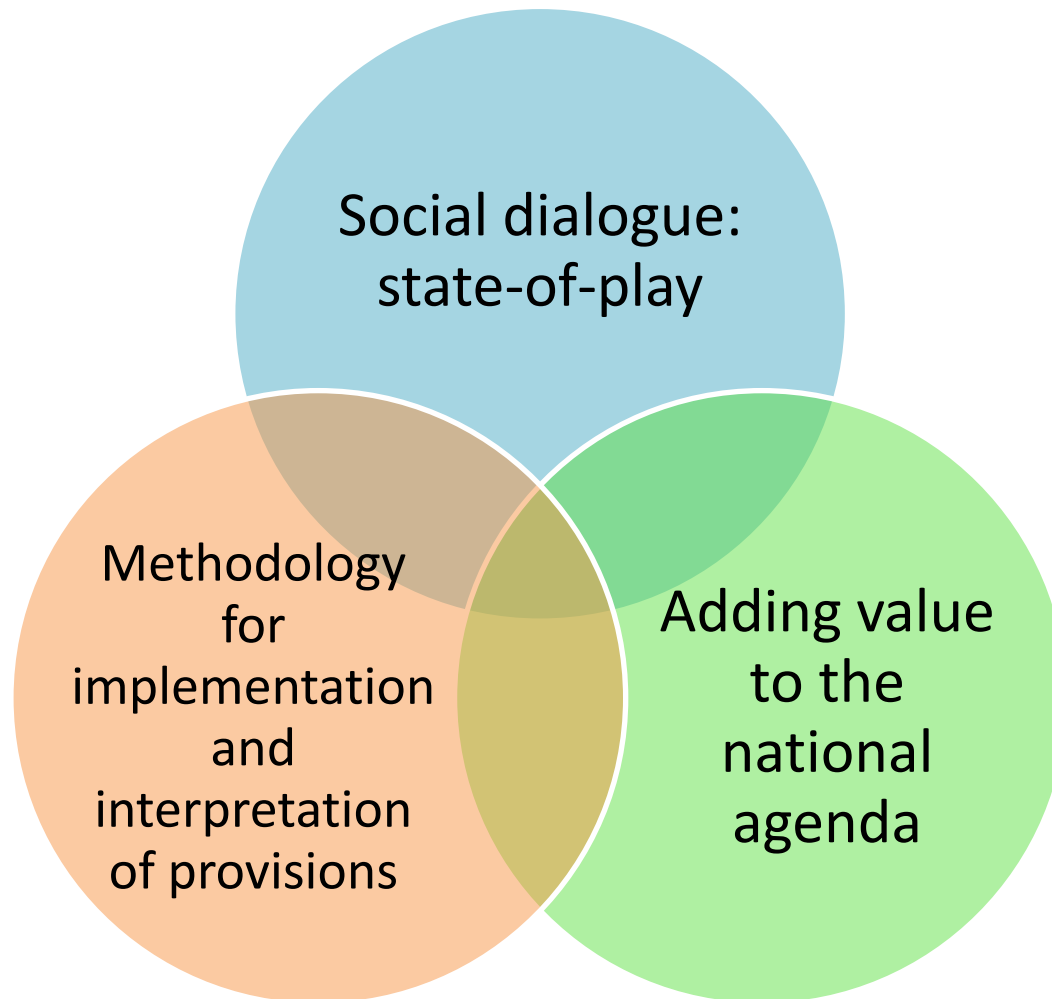 Social dialogue:
state-of-play
Methodology
for
implementation
and
interpretation
of provisions
Adding value
to the
national
agenda